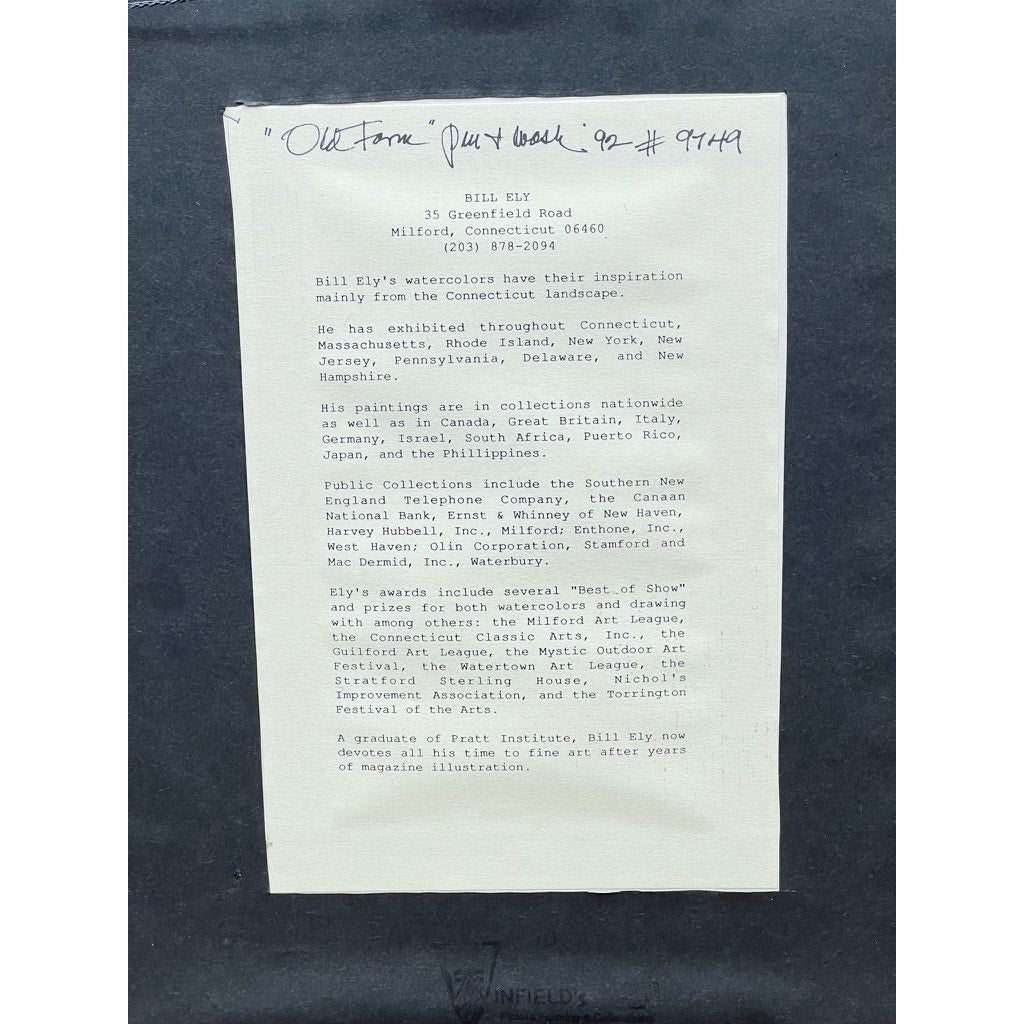 "Old Farm" pen & wash '92 # 9749
BILL ELY
35 Greenfield Road
Milford, Connecticut 06460
(203) 878-2094
Bill Ely's watercolors have their inspiration
mainly from the Connecticut landscape.
He has exhibited throughout Connecticut,
Massachusetts, Rhode Island, New York, New
Jersey, Pennsylvania, Delaware, and New
Hampshire.
His paintings are in collections nationwide
as well as in Canada, Great Britain, Italy,
Germany, Israel, South Africa, Puerto Rico,
Japan, and the Phillippines.
Public Collections include the Southern New
England Telephone Company, the Canaan
National Bank, Ernst & Whinney of New Haven,
Harvey Hubbell, Inc., Milford; Enthone, Inc.,
West Haven; Olin Corporation, Stamford and
Mac Dermid, Inc., Waterbury.
Ely's awards include several "Best of Show"
and prizes for both watercolors and drawing
with among others: the Milford Art League,
the Connecticut Classic Arts, Inc., the
Guilford Art League, the Mystic Outdoor Art
Festival, the Watertown Art League, the
Stratford Sterling House, Nichol's
Improvement Association, and the Torrington
Festival of the Arts.
A graduate of Pratt Institute, Bill Ely now
devotes all his time to fine art after years
of magazine illustration.
WINFIELD's
Picture Framing &